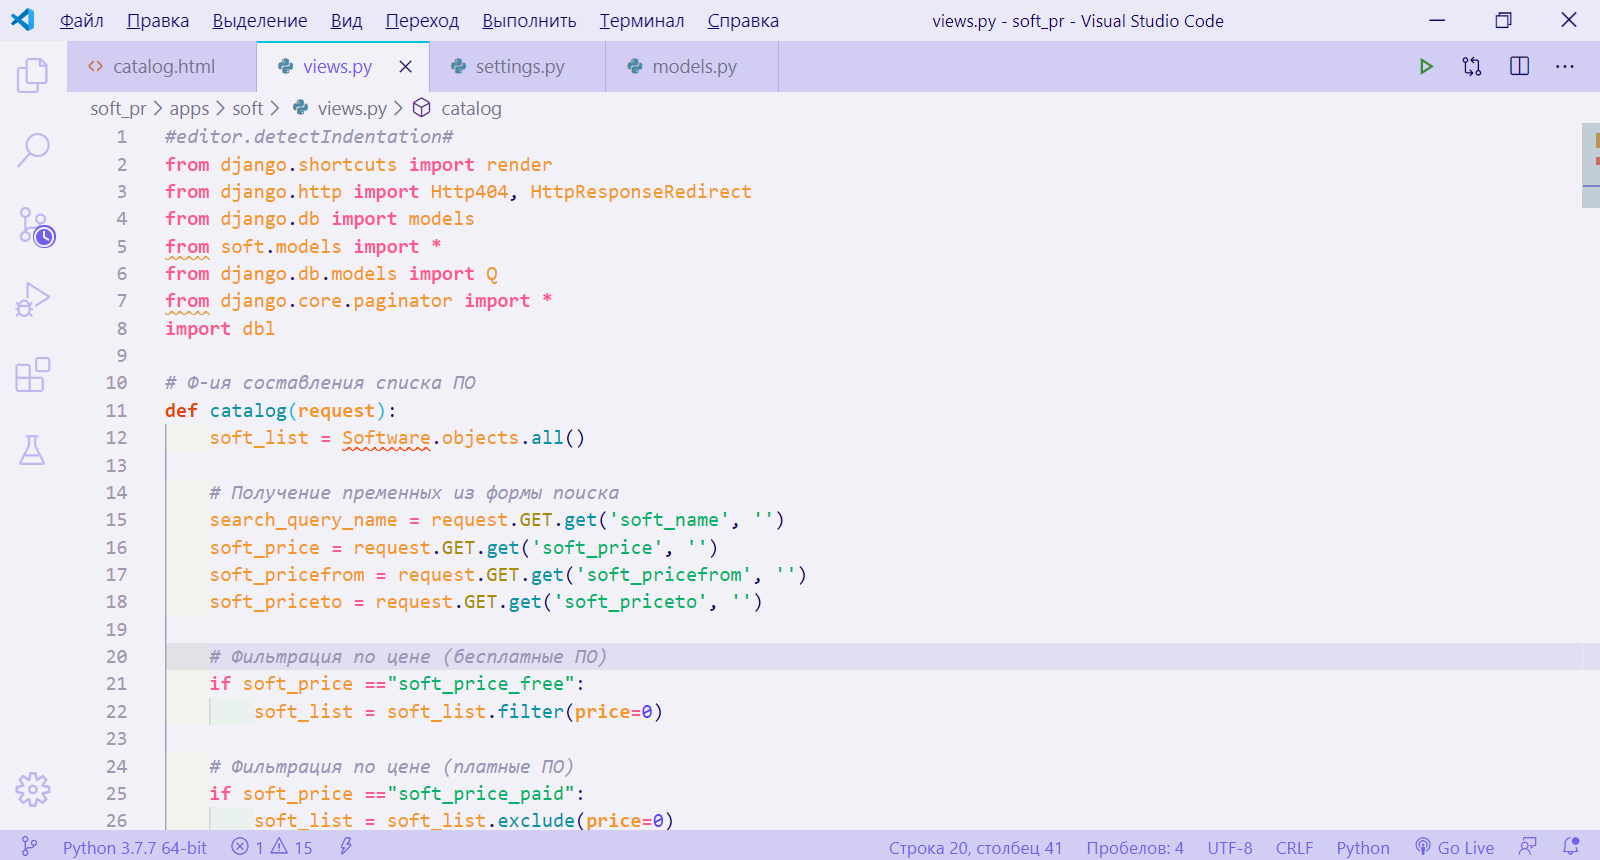 Файл Правка Выделение Вид Переход Выполнить Терминал Справка views.py - soft_pr - Visual Studio Code
catalog.html views.py settings.py models.py
soft_pr > apps > soft > views.py > catalog
1 #editor.detectIndentation#
2 from django.shortcuts import render
3 from django.http import Http404, HttpResponseRedirect
4 from django.db import models
5 from soft.models import *
6 from django.db.models import Q
7 from django.core.paginator import *
8 import dbl
9
10 # Ф-ия составления списка ПО
11 def catalog(request):
12 soft_list = Software.objects.all()
13
14 # Получение пременных из формы поиска
15 search_query_name = request.GET.get('soft_name', '')
16 soft_price = request.GET.get('soft_price', '')
17 soft_pricefrom = request.GET.get('soft_pricefrom', '')
18 soft_priceto = request.GET.get('soft_priceto', '')
19
20 # Фильтрация по цене (бесплатные ПО)
21 if soft_price =="soft_price_free":
22 soft_list = soft_list.filter(price=0)
23
24 # Фильтрация по цене (платные ПО)
25 if soft_price =="soft_price_paid":
26 soft_list = soft_list.exclude(price=0)
Python 3.7.7 64-bit 1 15 Строка 20, столбец 41 Пробелов: 4 UTF-8 CRLF Python Go Live